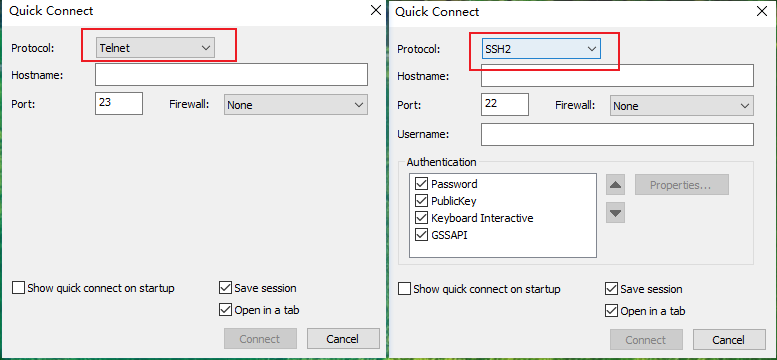 Quick Connect
Protocol: Telnet
Hostname:
Port: 23 Firewall: None
Show quick connect on startup Save session
Open in a tab
Connect Cancel
Quick Connect
Protocol: SSH2
Hostname:
Port: 22 Firewall: None
Username:
Authentication
Password
PublicKey
Keyboard Interactive
GSSAPI
Properties...
Show quick connect on startup Save session
Open in a tab
Connect Cancel